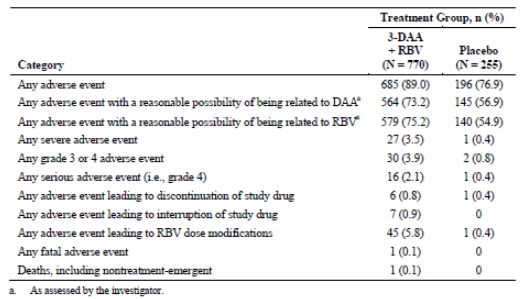 Treatment Group, n (%)
3-DAA
+ RBV Placebo
Category (N = 770) (N = 255)
Any adverse event 685 (89.0) 196 (76.9)
Any adverse event with a reasonable possibility of being related to DAAa 564 (73.2) 145 (56.9)
Any adverse event with a reasonable possibility of being related to RBVa 579 (75.2) 140 (54.9)
Any severe adverse event 27 (3.5) 1 (0.4)
Any grade 3 or 4 adverse event 30 (3.9) 2 (0.8)
Any serious adverse event (i.e., grade 4) 16 (2.1) 1 (0.4)
Any adverse event leading to discontinuation of study drug 6 (0.8) 1 (0.4)
Any adverse event leading to interruption of study drug 7 (0.9) 0
Any adverse event leading to RBV dose modifications 45 (5.8) 1 (0.4)
Any fatal adverse event 1 (0.1) 0
Deaths, including nontreatment-emergent 1 (0.1) 0
a. As assessed by the investigator.